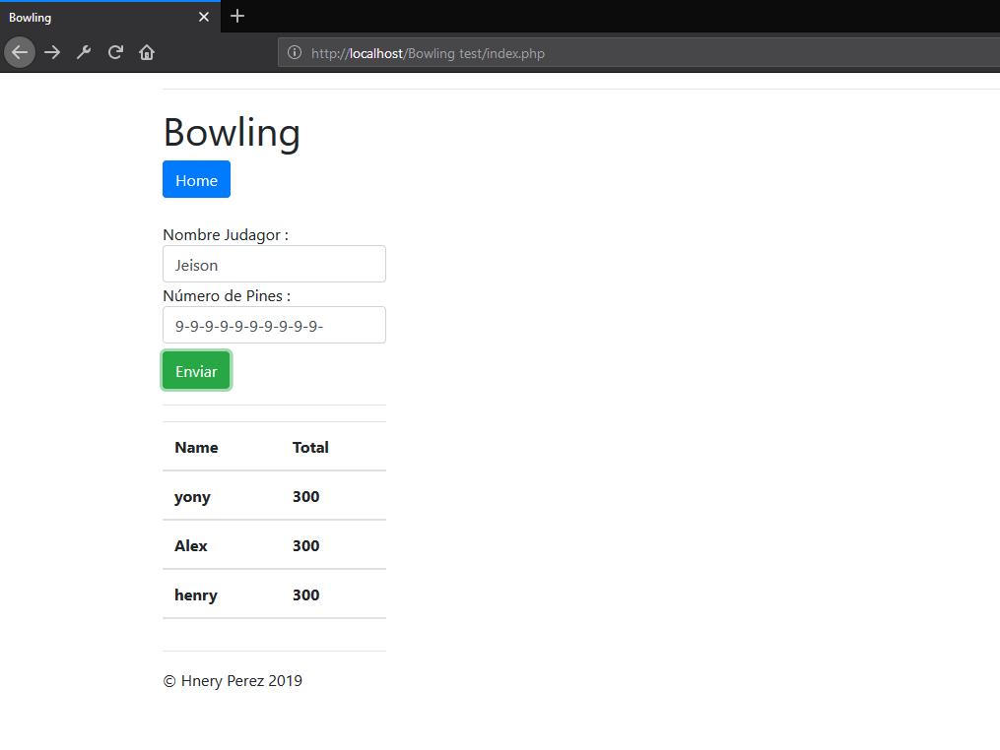 Bowling
http://localhost/Bowling test/index.php
Bowling
Home
Nombre Judagor :
Jeison
Número de Pines :
9-9-9-9-9-9-9-9-9-9-
Enviar
Name Total
yony 300
Alex 300
henry 300
© Hnery Perez 2019